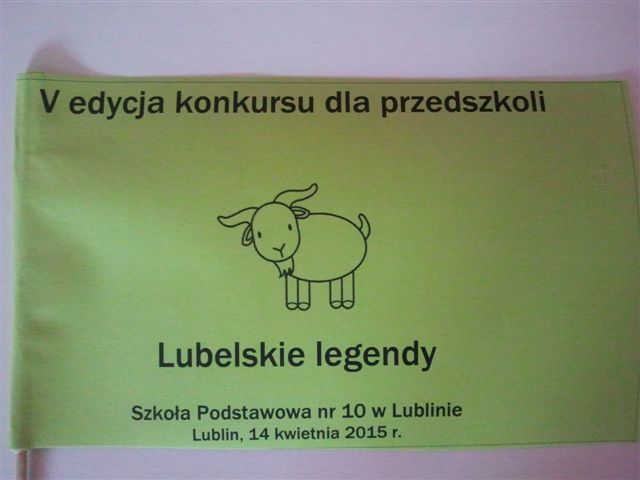 V edycja konkursu dla przedszkoli
Lubelskie legendy
Szkoła Podstawowa nr 10 w Lublinie
Lublin, 14 kwietnia 2015 r.